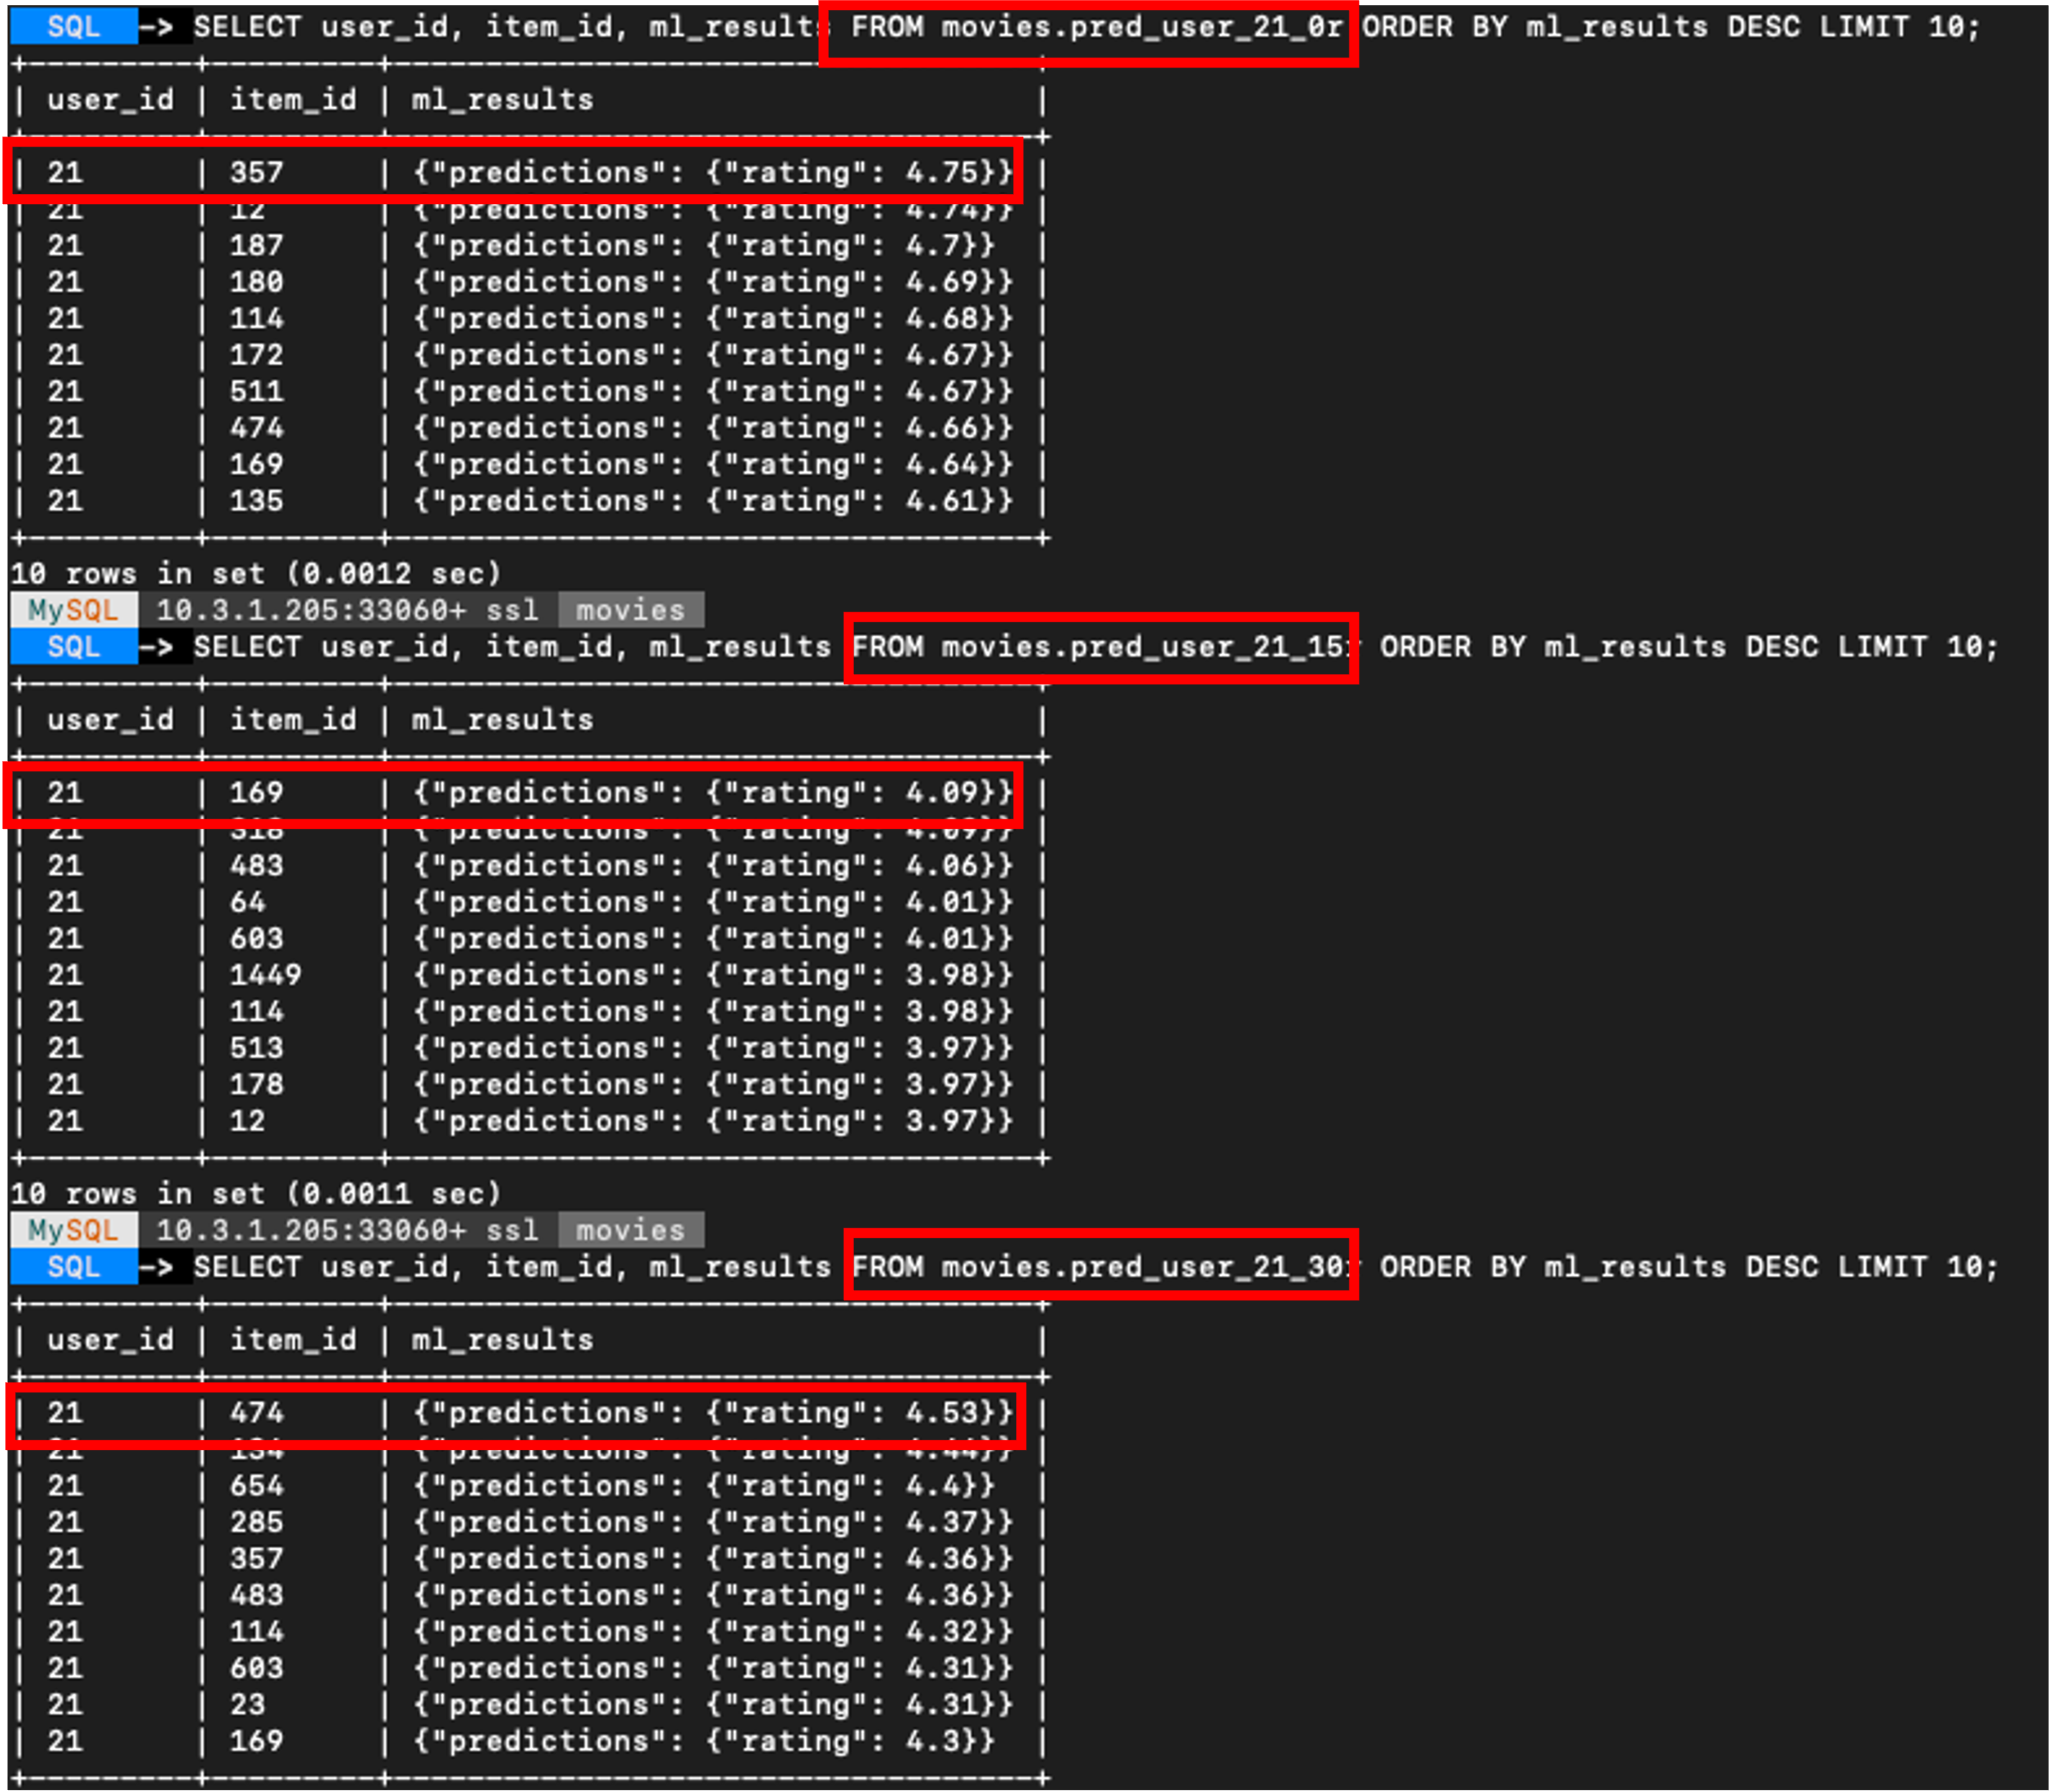 SQL -> SELECT user_id, item_id, ml_results FROM movies.pred_user_21_0r ORDER BY ml_results DESC LIMIT 10;
+----------+---------+-----------------------------------+
| user_id | item_id | ml_results |
+----------+---------+-----------------------------------+
| 21 | 357 | {"predictions": {"rating": 4.75}} |
| 21 | 12 | {"predictions": {"rating": 4.74}} |
| 21 | 187 | {"predictions": {"rating": 4.7}} |
| 21 | 180 | {"predictions": {"rating": 4.69}} |
| 21 | 114 | {"predictions": {"rating": 4.68}} |
| 21 | 172 | {"predictions": {"rating": 4.67}} |
| 21 | 511 | {"predictions": {"rating": 4.67}} |
| 21 | 474 | {"predictions": {"rating": 4.66}} |
| 21 | 169 | {"predictions": {"rating": 4.64}} |
| 21 | 135 | {"predictions": {"rating": 4.61}} |
+----------+---------+-----------------------------------+
10 rows in set (0.0012 sec)
MySQL 10.3.1.205:33060+ ssl movies
SQL -> SELECT user_id, item_id, ml_results FROM movies.pred_user_21_15r ORDER BY ml_results DESC LIMIT 10;
+----------+---------+-----------------------------------+
| user_id | item_id | ml_results |
+----------+---------+-----------------------------------+
| 21 | 169 | {"predictions": {"rating": 4.09}} |
| 21 | 318 | {"predictions": {"rating": 4.09}} |
| 21 | 483 | {"predictions": {"rating": 4.06}} |
| 21 | 64 | {"predictions": {"rating": 4.01}} |
| 21 | 603 | {"predictions": {"rating": 4.01}} |
| 21 | 1449 | {"predictions": {"rating": 3.98}} |
| 21 | 114 | {"predictions": {"rating": 3.98}} |
| 21 | 513 | {"predictions": {"rating": 3.97}} |
| 21 | 178 | {"predictions": {"rating": 3.97}} |
| 21 | 12 | {"predictions": {"rating": 3.97}} |
+----------+---------+-----------------------------------+
10 rows in set (0.0011 sec)
MySQL 10.3.1.205:33060+ ssl movies
SQL -> SELECT user_id, item_id, ml_results FROM movies.pred_user_21_30r ORDER BY ml_results DESC LIMIT 10;
+----------+---------+-----------------------------------+
| user_id | item_id | ml_results |
+----------+---------+-----------------------------------+
| 21 | 474 | {"predictions": {"rating": 4.53}} |
| 21 | 134 | {"predictions": {"rating": 4.44}} |
| 21 | 654 | {"predictions": {"rating": 4.4}} |
| 21 | 285 | {"predictions": {"rating": 4.37}} |
| 21 | 357 | {"predictions": {"rating": 4.36}} |
| 21 | 483 | {"predictions": {"rating": 4.36}} |
| 21 | 114 | {"predictions": {"rating": 4.32}} |
| 21 | 603 | {"predictions": {"rating": 4.31}} |
| 21 | 23 | {"predictions": {"rating": 4.31}} |
| 21 | 169 | {"predictions": {"rating": 4.3}} |
+----------+---------+-----------------------------------+